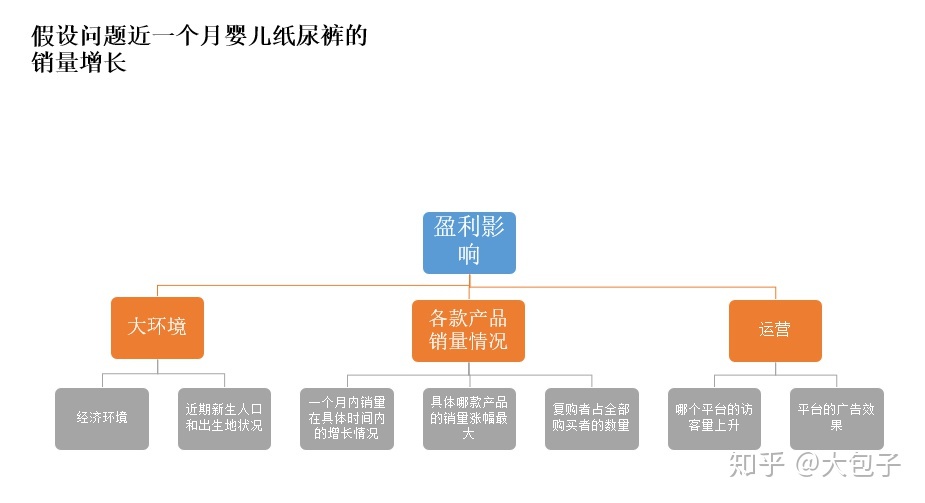 假设问题近一个月婴儿纸尿裤的
销量增长
盈利影
响
大环境
各款产品
销量情况
运营
经济环境
近期新生人口
和出生地状况
一个月内销量
在具体时间内
的增长情况
具体哪款产品
的销量涨幅最
大
复购者占全部
购买者的数量
哪个平台的访
客量上升
平台的广告效
果
知乎 @大包子